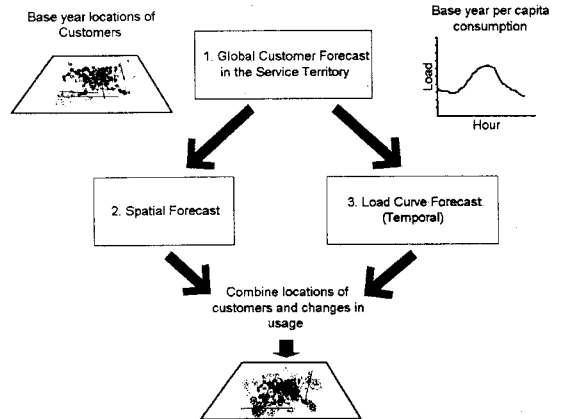 Base year locations of
Customers
1. Global Customer Forecast
in the Service Territory
Base year per capita
consumption
Load
Hour
2. Spatial Forecast
3. Load Curve Forecast
(Temporal)
Combine locations of
customers and changes in
usage